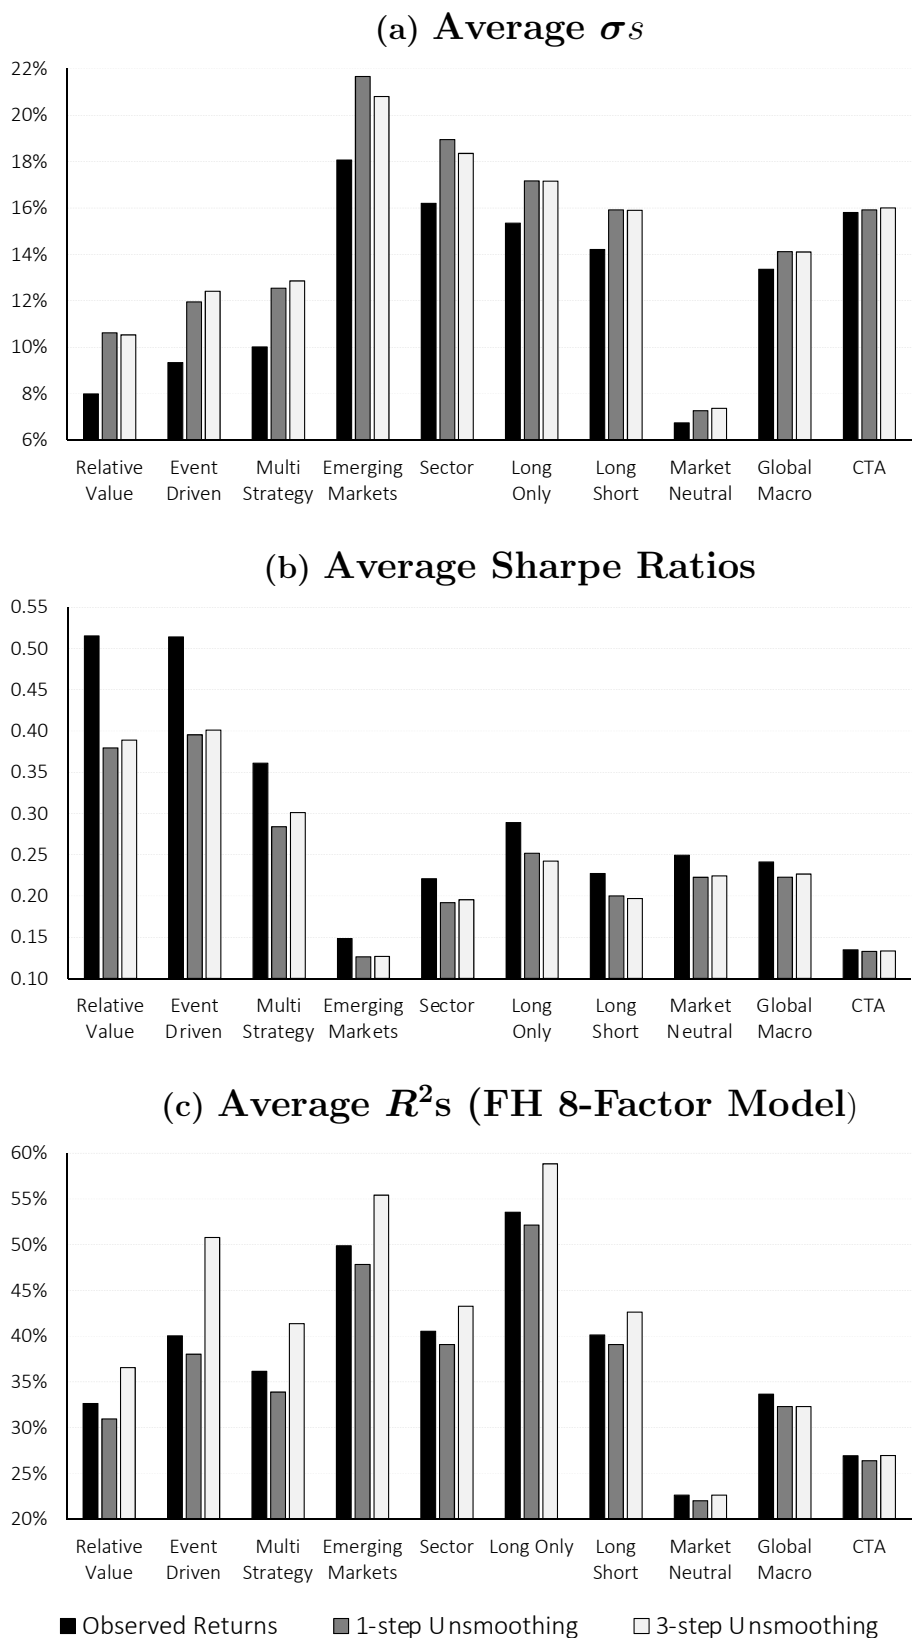 (a) Average σs
22%
20%
18%
16%
14%
12%
10%
8%
6%
Relative Event Multi Emerging Sector Long Long Market Global CTA
Value Driven Strategy Markets Only Short Neutral Macro
(b) Average Sharpe Ratios
0.55
0.50
0.45
0.40
0.35
0.30
0.25
0.20
0.15
0.10
Relative Event Multi Emerging Sector Long Long Market Global CTA
Value Driven Strategy Markets Only Short Neutral Macro
(c) Average R²s (FH 8-Factor Model)
60%
55%
50%
45%
40%
35%
30%
25%
20%
Relative Event Multi Emerging Sector Long Only Long Market Global CTA
Value Driven Strategy Markets Short Neutral Macro
Observed Returns 1-step Unsmoothing 3-step Unsmoothing